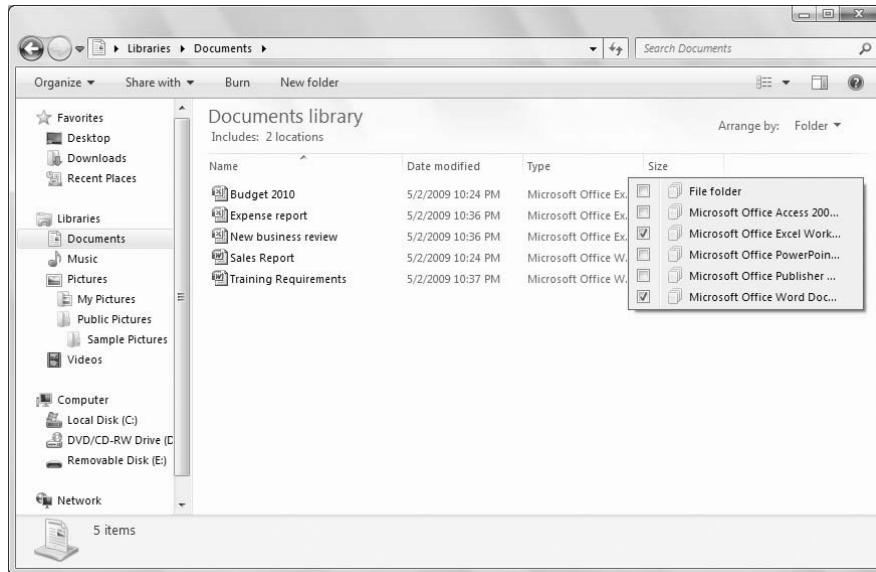 Libraries Documents
Search Documents
Organize Share with Burn New folder
Documents library
Includes: 2 locations
Arrange by: Folder
Name Date modified Type Size
Budget 2010 5/2/2009 10:24 PM Microsoft Office Ex.
Expense report 5/2/2009 10:36 PM Microsoft Office Ex.
New business review 5/2/2009 10:36 PM Microsoft Office Ex.
Sales Report 5/2/2009 10:24 PM Microsoft Office W.
Training Requirements 5/2/2009 10:37 PM Microsoft Office W.
File folder
Microsoft Office Access 200...
Microsoft Office Excel Work...
Microsoft Office PowerPoin...
Microsoft Office Publisher ...
Microsoft Office Word Doc...
Favorites
Desktop
Downloads
Recent Places
Libraries
Documents
Music
Pictures
My Pictures
Public Pictures
Sample Pictures
Videos
Computer
Local Disk (C:)
DVD/CD-RW Drive (D
Removable Disk (E:)
Network
5 items